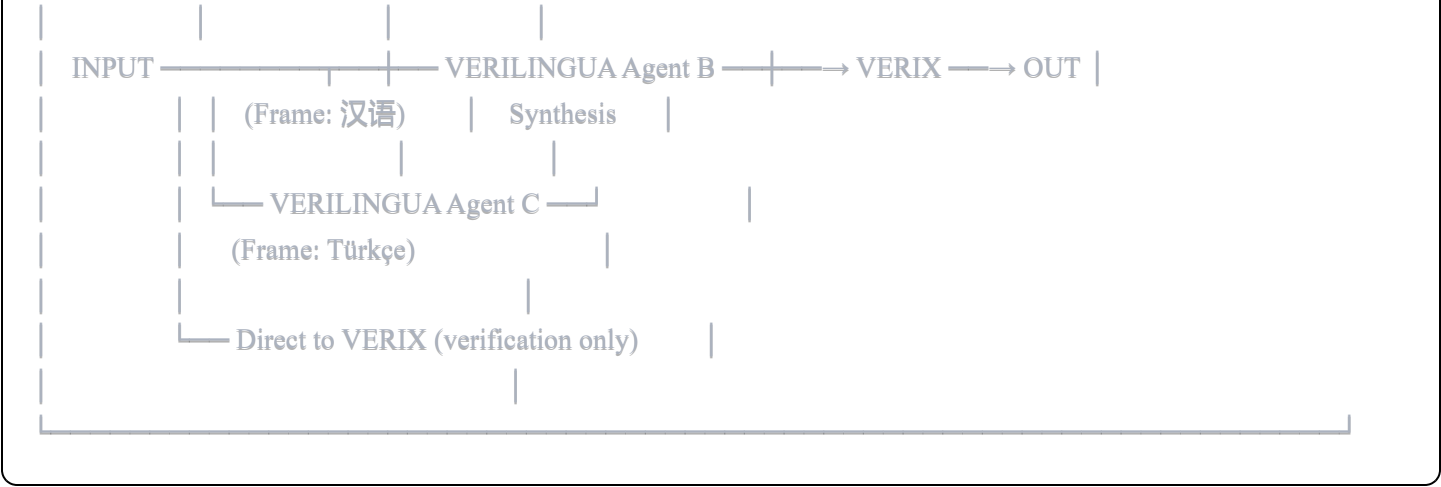 INPUT VERILINGUA Agent B ⟶ VERIX ⟶ OUT
(Frame: 汉语) Synthesis
VERILINGUA Agent C
(Frame: Türkçe)
Direct to VERIX (verification only)